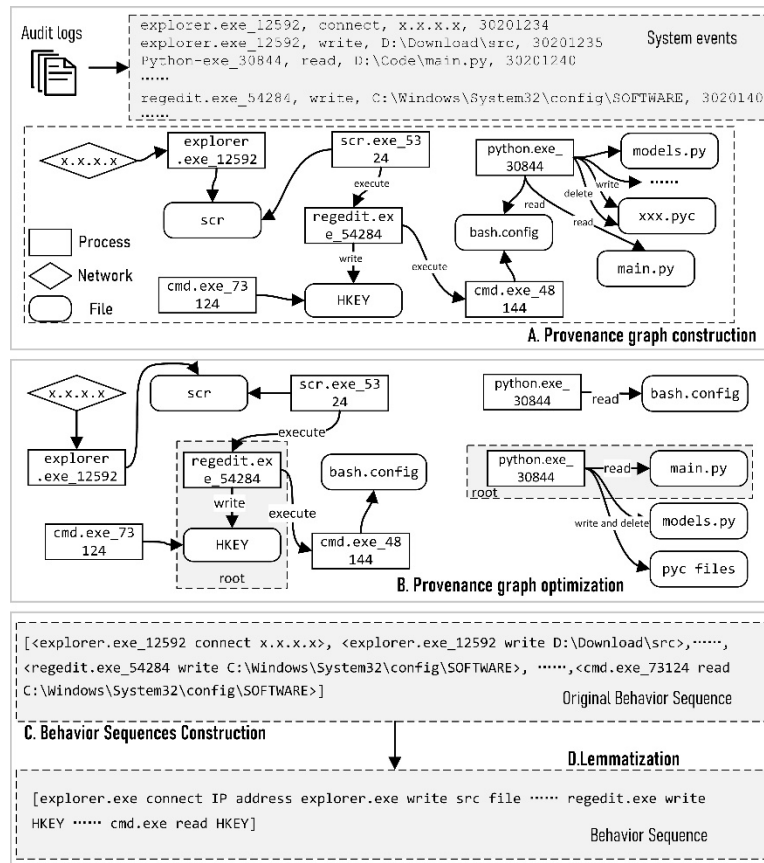 Audit logs
explorer.exe_12592, connect, x.x.x.x, 30201234
explorer.exe_12592, write, D:\Download\src, 30201235
Python-exe_30844, read, D:\Code\main.py, 30201240
……
regedit.exe_54284, write, C:\Windows\System32\config\SOFTWARE, 3020140
……
System events
x.x.x.x
explorer
.exe_12592
scr
scr.exe_53
24
execute
regedit.ex
e_54284
write
HKEY
cmd.exe_73
124
execute
cmd.exe_48
144
bash.config
python.exe_
30844
read
delete
write
read
models.py
……
xxx.pyc
main.py
Process
Network
File
A. Provenance graph construction
x.x.x.x
explorer
.exe_12592
scr
scr.exe_53
24
execute
regedit.ex
e_54284
write
HKEY
root
cmd.exe_73
124
execute
cmd.exe_48
144
bash.config
python.exe_
30844
read
bash.config
python.exe_
30844
root
read
main.py
models.py
write and delete
pyc files
B. Provenance graph optimization
[<explorer.exe_12592 connect x.x.x.x>, <explorer.exe_12592 write D:\Download\src>,……,
<regedit.exe_54284 write C:\Windows\System32\config\SOFTWARE>, ……,<cmd.exe_73124 read
C:\Windows\System32\config\SOFTWARE>]
Original Behavior Sequence
C. Behavior Sequences Construction
D.Lemmatization
[explorer.exe connect IP address explorer.exe write src file …… regedit.exe write
HKEY …… cmd.exe read HKEY]
Behavior Sequence